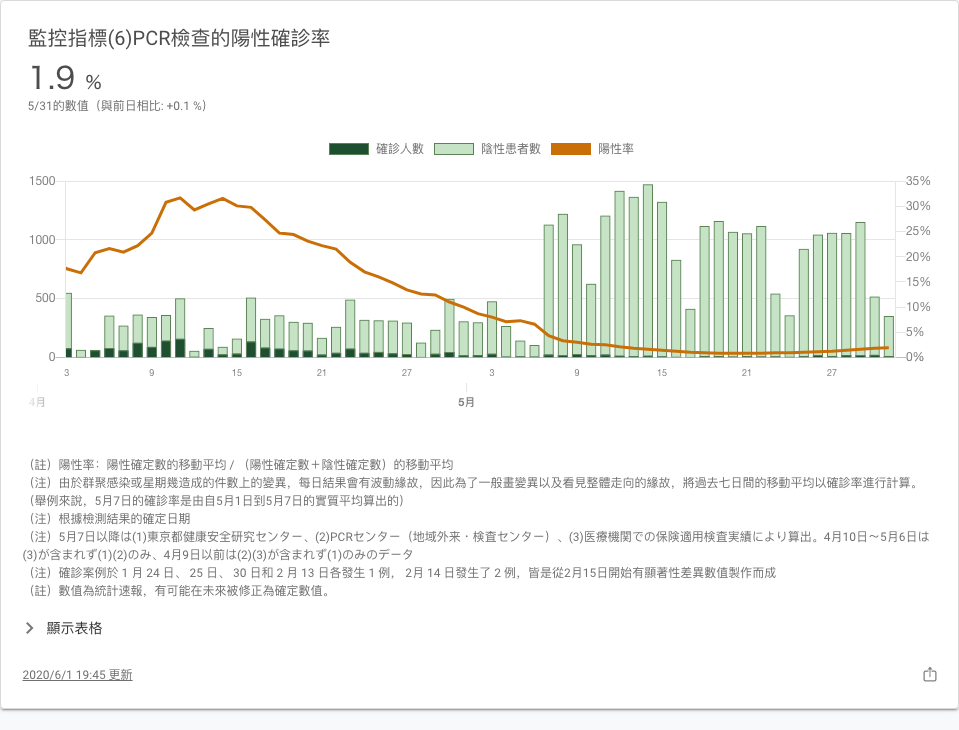 監控指標(6)PCR檢查的陽性確診率
1.9 %
5/31的數值（與前日相比: +0.1 %）
確診人數 陰性患者數 陽性率
1500 35%
30%
1000 25%
20%
15%
500 10%
5%
0 0%
3 9 15 21 27 3 9 15 21 27
4月 5月
（註）陽性率：陽性確定數的移動平均 / （陽性確定數＋陰性確定數）的移動平均
（注）由於群聚感染或星期幾造成的件數上的變異，每日結果會有波動緣故，因此為了一般畫變異以及看見整體走向的緣故，將過去七日間的移動平均以確診率進行計算。
（舉例來說，5月7日的確診率是由自5月1日到5月7日的實質平均算出的）
（注）根據檢測結果的確定日期
（注）5月7日以降は(1)東京都健康安全研究センター、(2)PCRセンター（地域外来・検査センター）、(3)医療機関での保険適用検査実績により算出。4月10日～5月6日は
(3)が含まれず(1)(2)のみ、4月9日以前は(2)(3)が含まれず(1)のみのデータ
（注）確診案例於 1 月 24 日、 25 日、 30 日和 2 月 13 日各發生 1 例， 2月 14 日發生了 2 例，皆是從2月15日開始有顯著性差異數值製作而成
（註）數值為統計速報，有可能在未來被修正為確定數值。
顯示表格
2020/6/1 19:45 更新